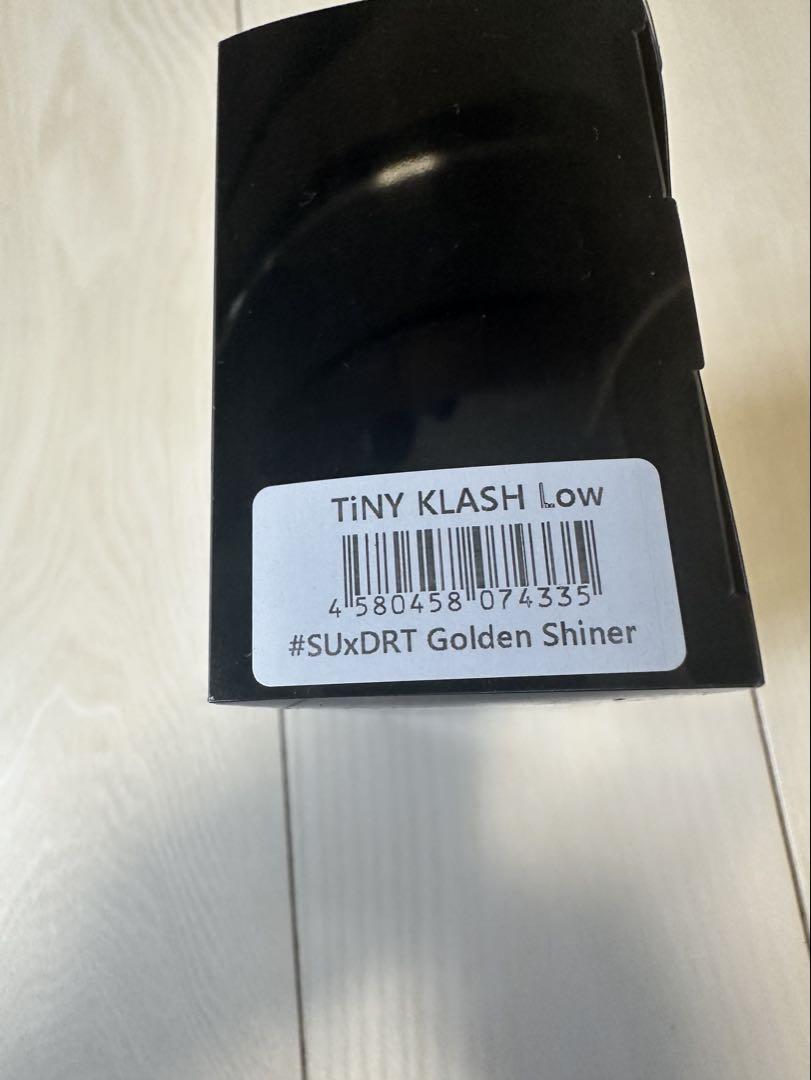 TiNY KLASH Low
4 580458 074335
#SUxDRT Golden Shiner